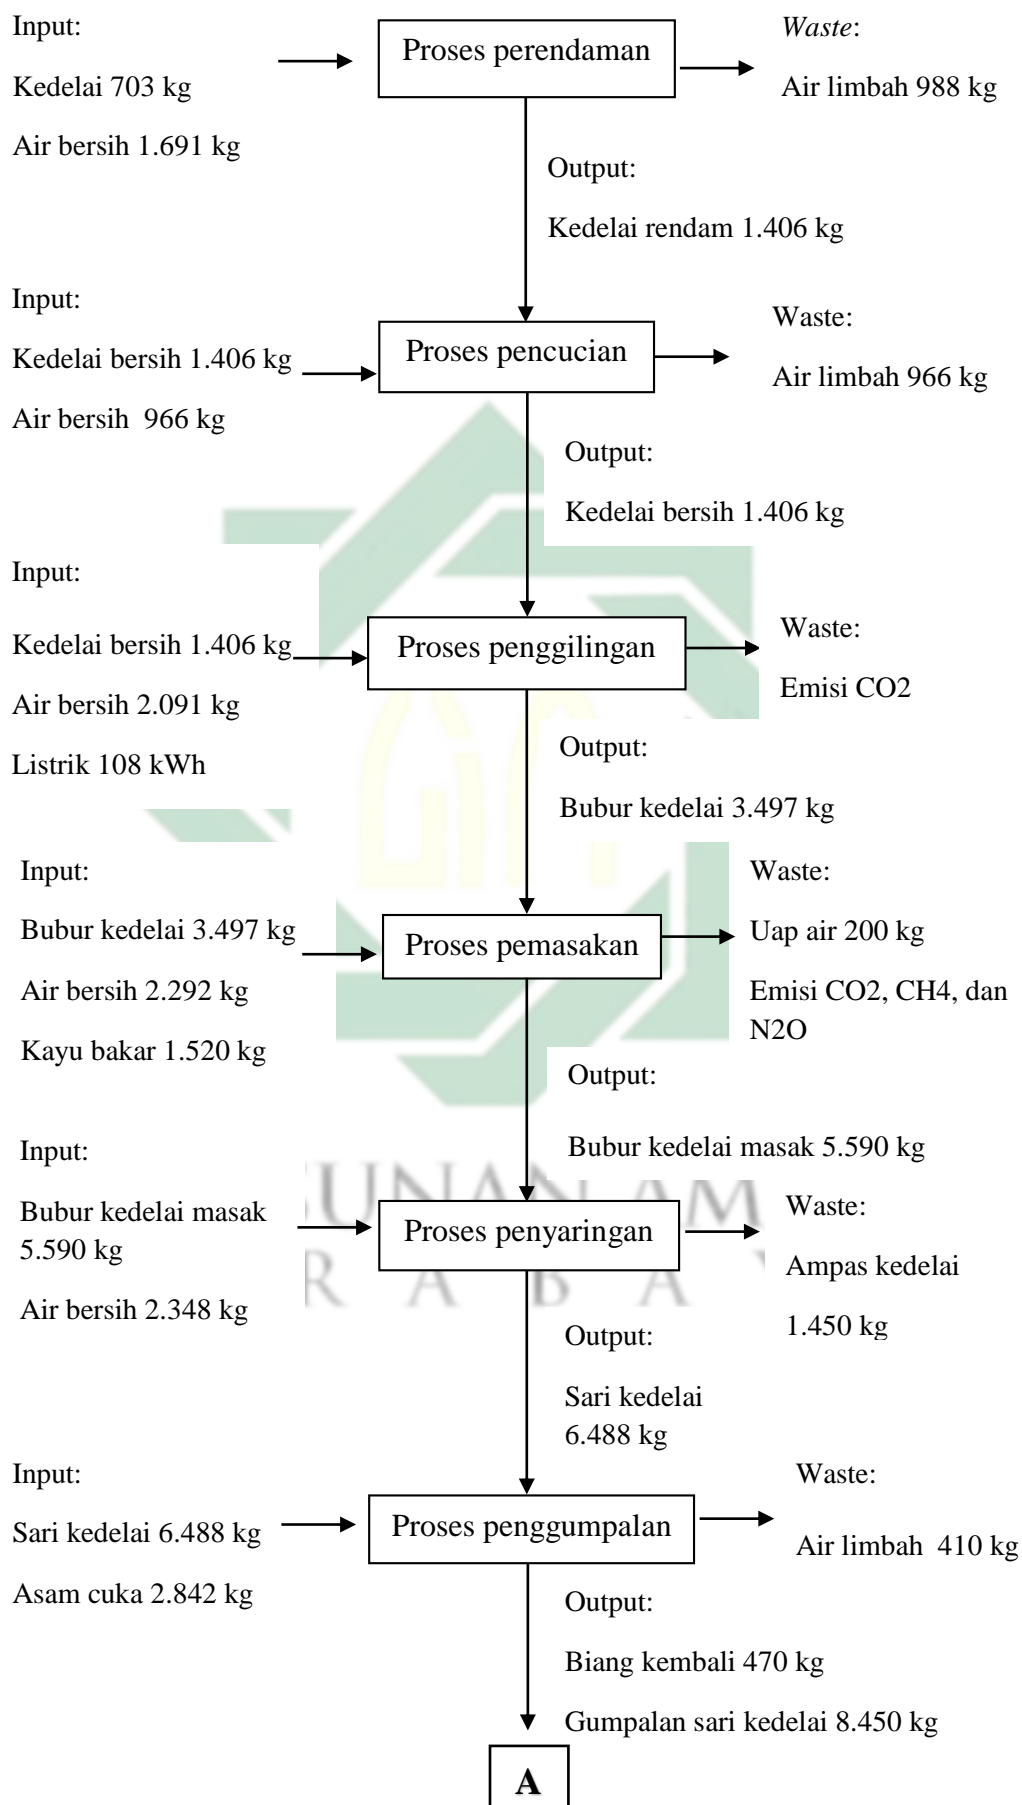 Input:
Kedelai 703 kg
Air bersih 1.691 kg
Proses perendaman
Waste:
Air limbah 988 kg
Output:
Kedelai rendam 1.406 kg
Input:
Kedelai bersih 1.406 kg
Air bersih  966 kg
Proses pencucian
Waste:
Air limbah 966 kg
Output:
Kedelai bersih 1.406 kg
Input:
Kedelai bersih 1.406 kg
Air bersih 2.091 kg
Listrik 108 kWh
Proses penggilingan
Waste:
Emisi CO2
Output:
Bubur kedelai 3.497 kg
Input:
Bubur kedelai 3.497 kg
Air bersih 2.292 kg
Kayu bakar 1.520 kg
Proses pemasakan
Waste:
Uap air 200 kg
Emisi CO2, CH4, dan
N2O
Output:
Bubur kedelai masak 5.590 kg
Input:
Bubur kedelai masak
5.590 kg
Air bersih 2.348 kg
Proses penyaringan
Waste:
Ampas kedelai
1.450 kg
SUNAN AM
R A B A
Output:
Sari kedelai
6.488 kg
Input:
Sari kedelai 6.488 kg
Asam cuka 2.842 kg
Proses penggumpalan
Waste:
Air limbah  410 kg
Output:
Biang kembali 470 kg
Gumpalan sari kedelai 8.450 kg
A